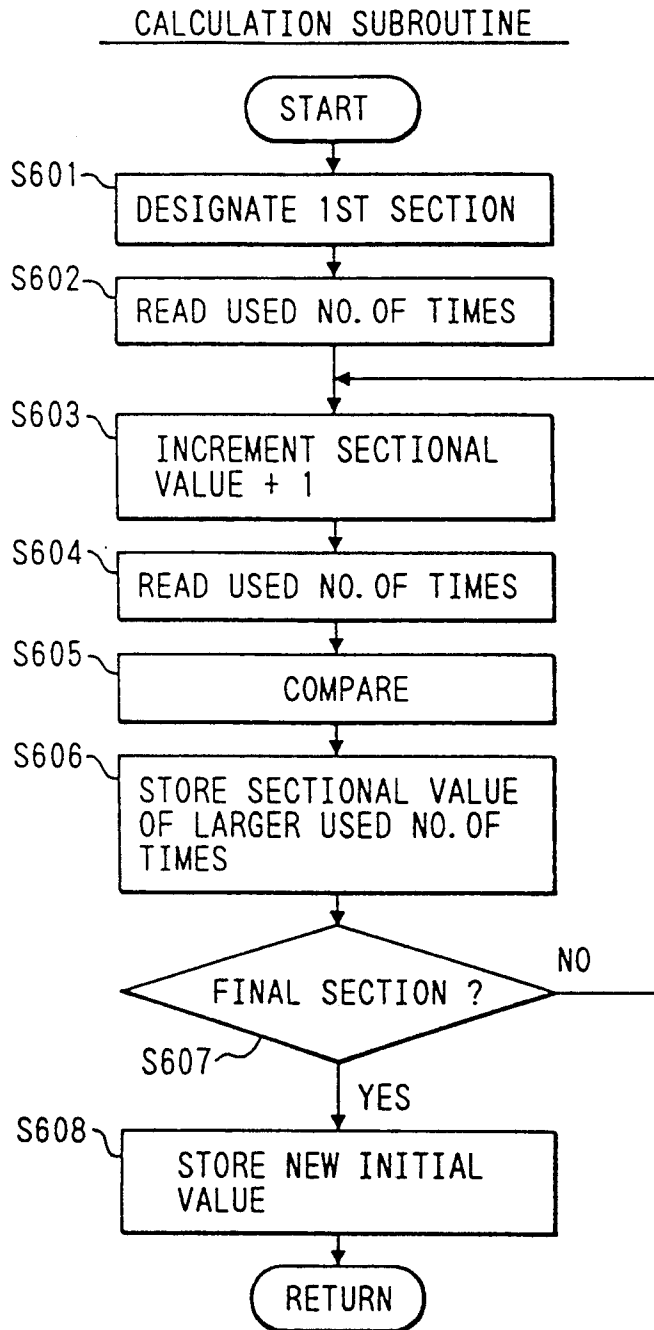 CALCULATION SUBROUTINE
START
S601
DESIGNATE 1ST SECTION
S602
READ USED NO. OF TIMES
S603
INCREMENT SECTIONAL
VALUE + 1
S604
READ USED NO. OF TIMES
S605
COMPARE
S606
STORE SECTIONAL VALUE
OF LARGER USED NO. OF
TIMES
FINAL SECTION ?
NO
S607
YES
S608
STORE NEW INITIAL
VALUE
RETURN